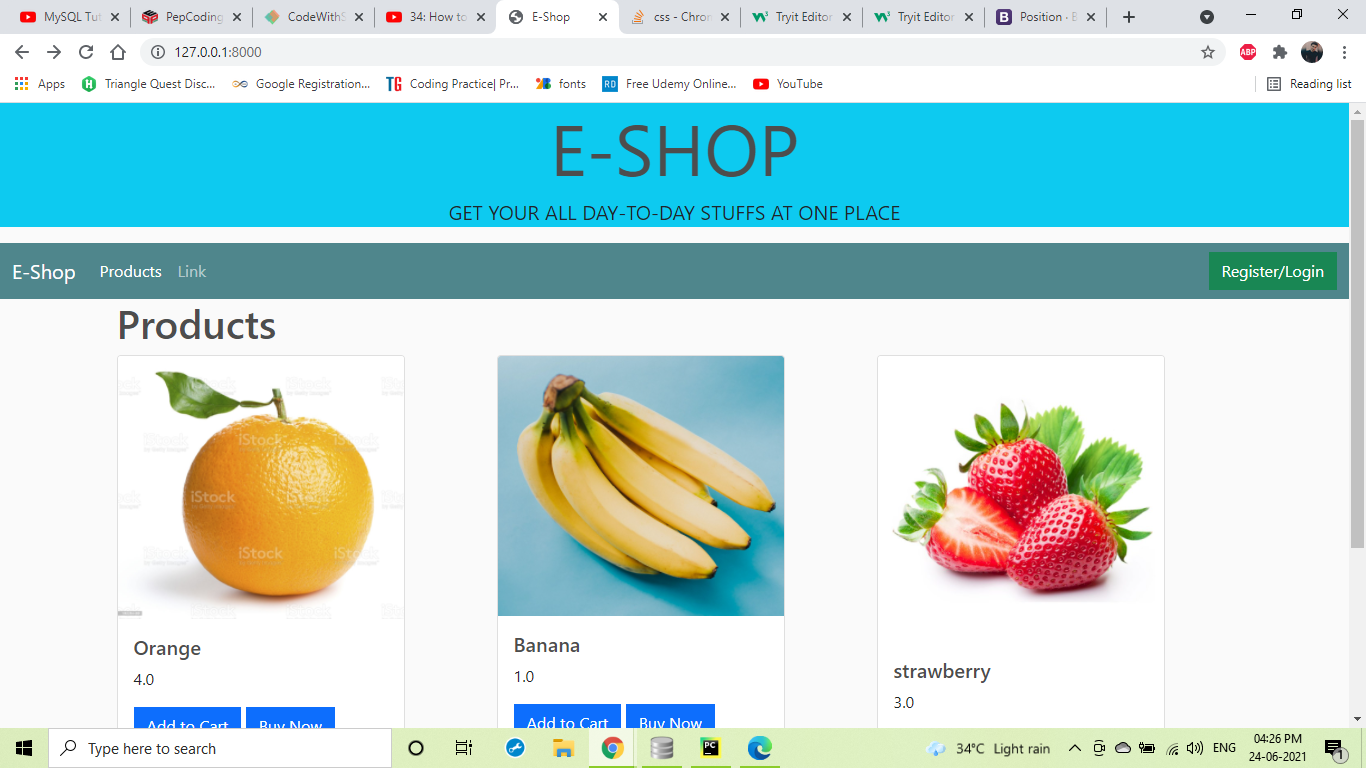 MySQL Tut
PepCoding
CodeWithS
34: How to
E-Shop
css - Chron
Tryit Editor
Tryit Editor
Position · B
127.0.0.1:8000
ABP
Apps
Triangle Quest Disc...
Google Registration...
Coding Practice| Pr...
fonts
Free Udemy Online...
YouTube
Reading list
E-SHOP
GET YOUR ALL DAY-TO-DAY STUFFS AT ONE PLACE
E-Shop Products Link Register/Login
Products
iStock
iStock
iStock
iStock
iStock
iStock
Orange
4.0
Add to Cart Buy Now
Banana
1.0
Add to Cart Buy Now
strawberry
3.0
Type here to search
PC
34°C Light rain
ENG
04:26 PM
24-06-2021
1